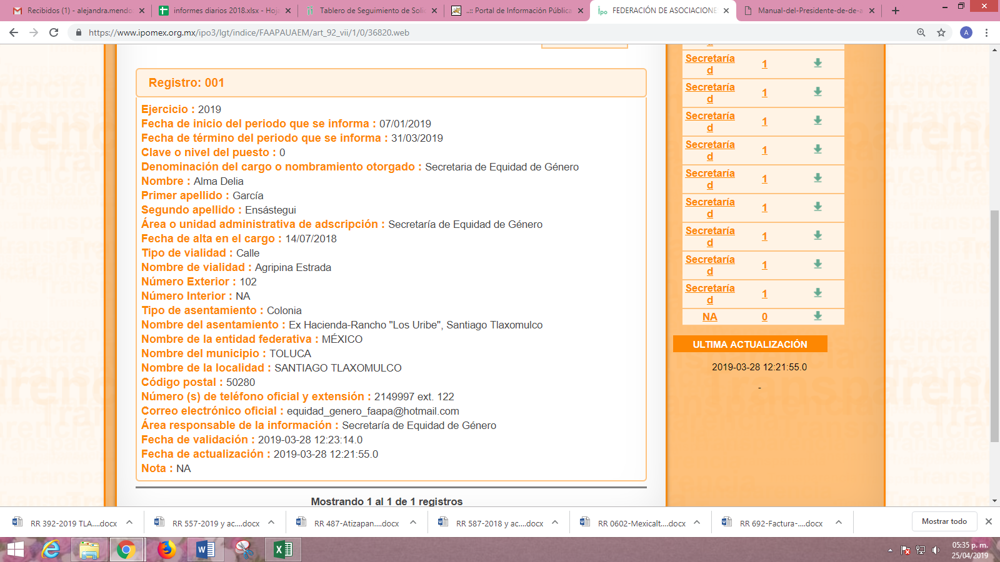 Recibidos (1) - alejandra.mendo
informes diarios 2018.xlsx - Hoja
Tablero de Seguimiento de Solic
..:: Portal de Información Pública
FEDERACIÓN DE ASOCIACIONE
Manual-del-Presidente-de-de-a
https://www.ipomex.org.mx/ipo3/lgt/indice/FAAPAUAEM/art_92_vii/1/0/36820.web
A
Registro: 001
Ejercicio : 2019
Fecha de inicio del periodo que se informa : 07/01/2019
Fecha de término del periodo que se informa : 31/03/2019
Clave o nivel del puesto : 0
Denominación del cargo o nombramiento otorgado : Secretaria de Equidad de Género
Nombre : Alma Delia
Primer apellido : García
Segundo apellido : Ensástegui
Área o unidad administrativa de adscripción : Secretaría de Equidad de Género
Fecha de alta en el cargo : 14/07/2018
Tipo de vialidad : Calle
Nombre de vialidad : Agripina Estrada
Número Exterior : 102
Número Interior : NA
Tipo de asentamiento : Colonia
Nombre del asentamiento : Ex Hacienda-Rancho "Los Uribe", Santiago Tlaxomulco
Nombre de la entidad federativa : MÉXICO
Nombre del municipio : TOLUCA
Nombre de la localidad : SANTIAGO TLAXOMULCO
Código postal : 50280
Número (s) de teléfono oficial y extensión : 2149997 ext. 122
Correo electrónico oficial : equidad_genero_faapa@hotmail.com
Área responsable de la información : Secretaría de Equidad de Género
Fecha de validación : 2019-03-28 12:23:14.0
Fecha de actualización : 2019-03-28 12:21:55.0
Nota : NA
Mostrando 1 al 1 de 1 registros
d
Secretaría
d
1
Secretaría
d
1
Secretaría
d
1
Secretaría
d
1
Secretaría
d
1
Secretaría
d
1
Secretaría
d
1
Secretaría
d
1
Secretaría
d
1
NA 0
ULTIMA ACTUALIZACIÓN
2019-03-28 12:21:55.0
-
RR 392-2019 TLA....docx
RR 557-2019 y ac....docx
RR 487-Atizapan....docx
RR 587-2018 y ac....docx
RR 0602-Mexicalt....docx
RR 692-Factura-....docx
Mostrar todo
05:35 p. m.
25/04/2019